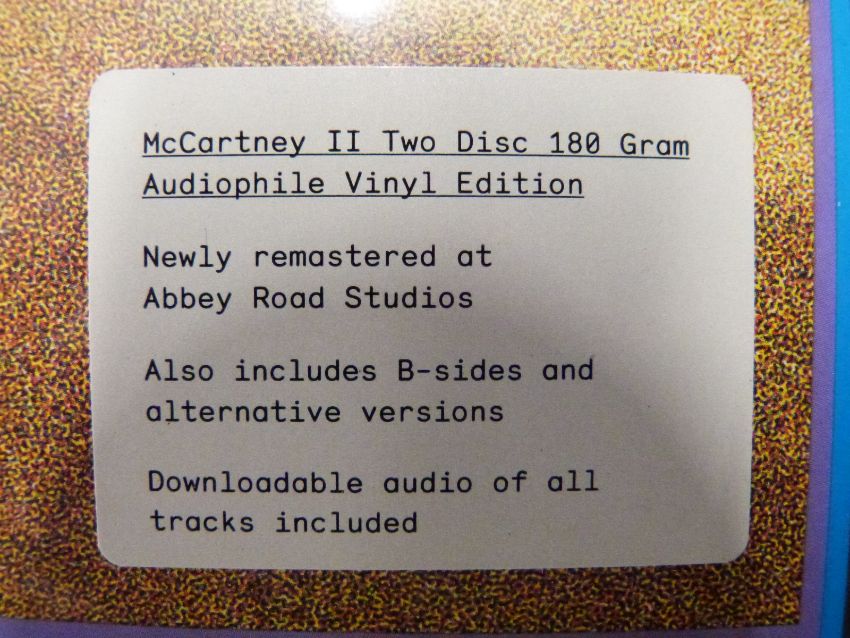 McCartney II Two Disc 180 Gram
Audiophile Vinyl Edition
Newly remastered at
Abbey Road Studios
Also includes B-sides and
alternative versions
Downloadable audio of all
tracks included